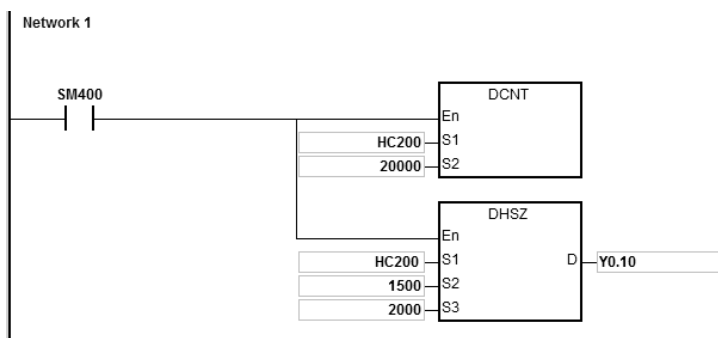 Network 1
SM400
DCNT
En
HC200 S1
20000 S2
DHSZ
En
HC200 S1 D Y0.10
1500 S2
2000 S3